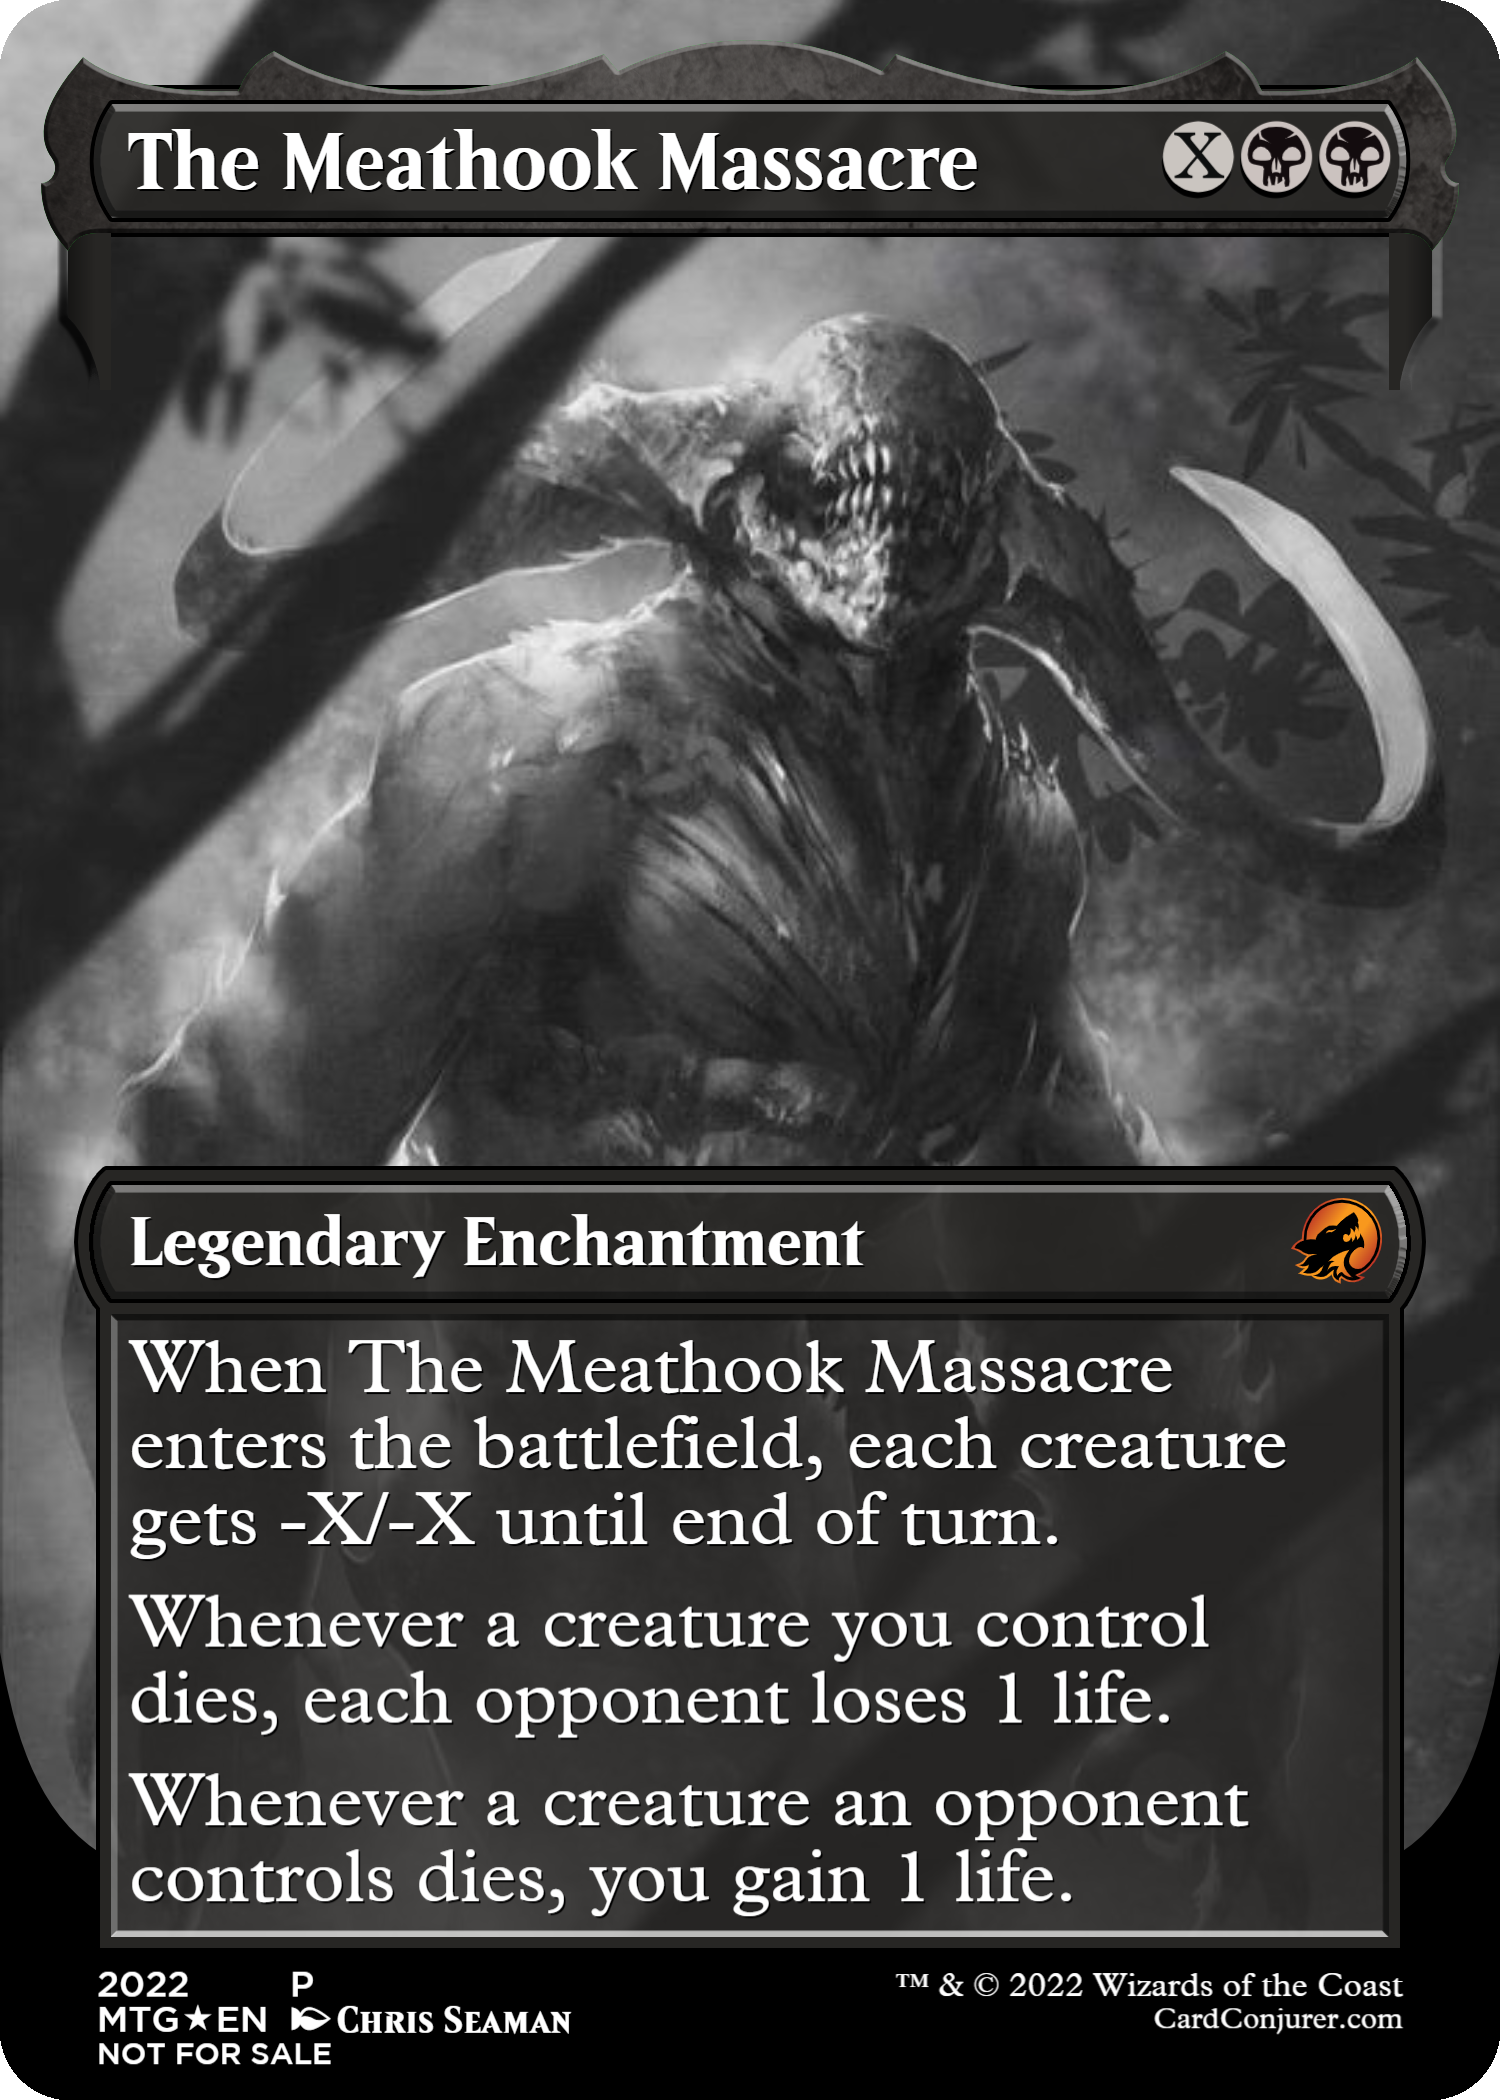 The Meathook Massacre X
Legendary Enchantment
When The Meathook Massacre
enters the battlefield, each creature
gets -X/-X until end of turn.
Whenever a creature you control
dies, each opponent loses 1 life.
Whenever a creature an opponent
controls dies, you gain 1 life.
2022 P
MTG★EN Chris Seaman
NOT FOR SALE
™ & © 2022 Wizards of the Coast
CardConjurer.com